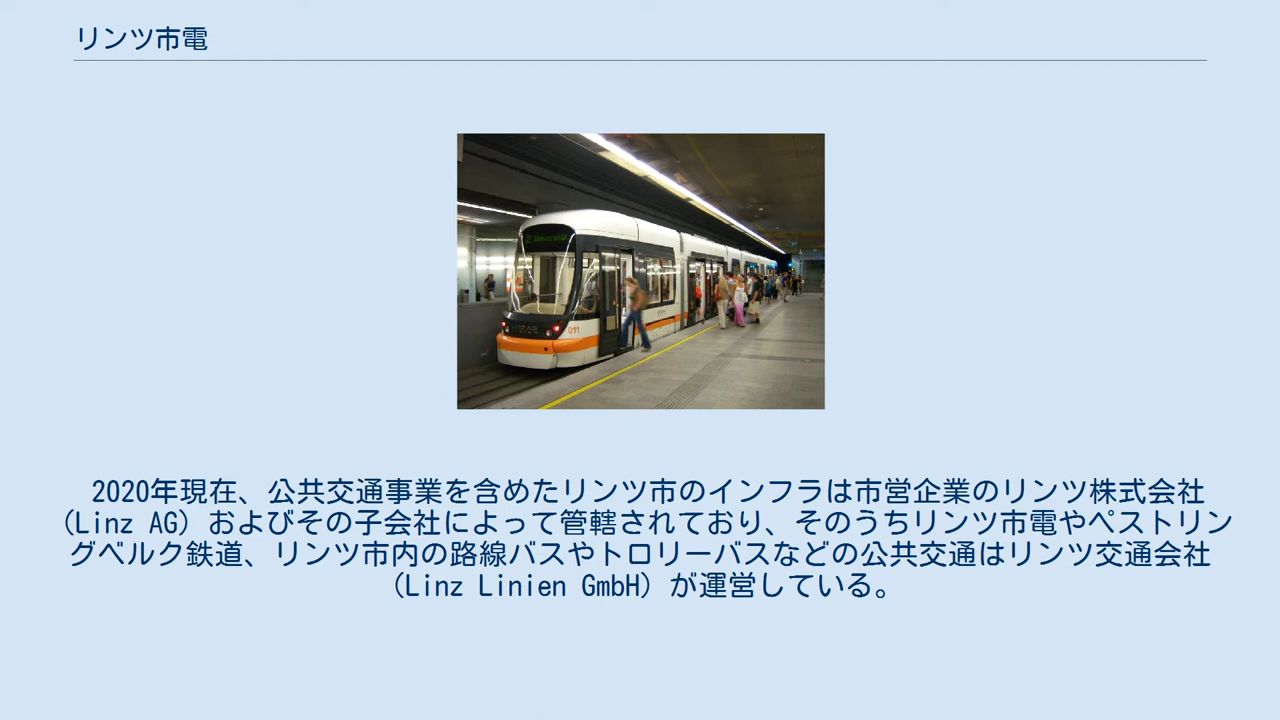 リンツ市電
2 Universität
LINZ AG
011
2020年現在、公共交通事業を含めたリンツ市のインフラは市営企業のリンツ株式会社
(Linz AG) およびその子会社によって管轄されており、そのうちリンツ市電やペストリン
グベルク鉄道、リンツ市内の路線バスやトロリーバスなどの公共交通はリンツ交通会社
(Linz Linien GmbH) が運営している。